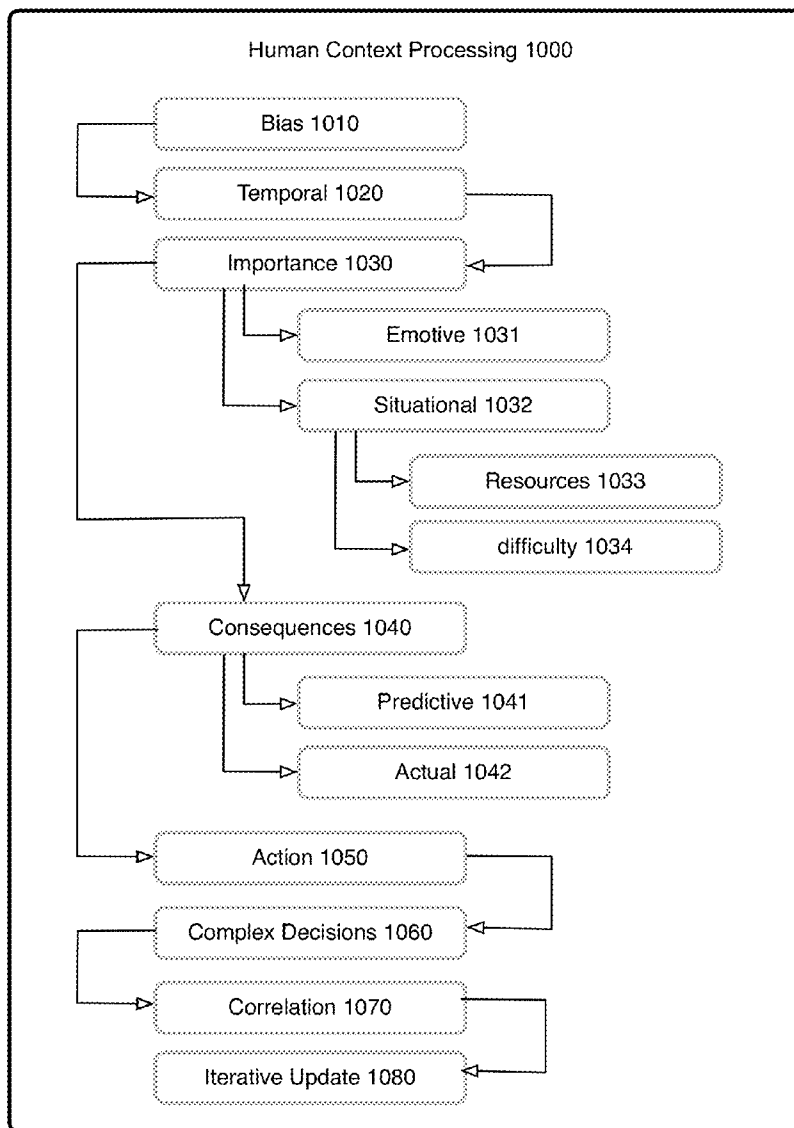 Human Context Processing 1000
Bias 1010
Temporal 1020
Importance 1030
Emotive 1031
Situational 1032
Resources 1033
difficulty 1034
Consequences 1040
Predictive 1041
Actual 1042
Action 1050
Complex Decisions 1060
Correlation 1070
Iterative Update 1080